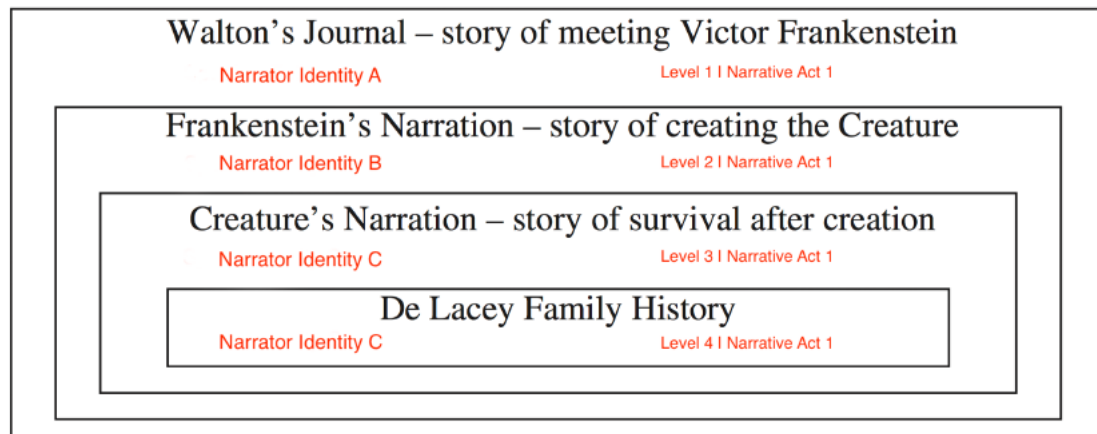 Walton’s Journal – story of meeting Victor Frankenstein
Narrator Identity A Level 1 I Narrative Act 1
Frankenstein’s Narration – story of creating the Creature
Narrator Identity B Level 2 I Narrative Act 1
Creature’s Narration – story of survival after creation
Narrator Identity C Level 3 I Narrative Act 1
De Lacey Family History
Narrator Identity C Level 4 I Narrative Act 1